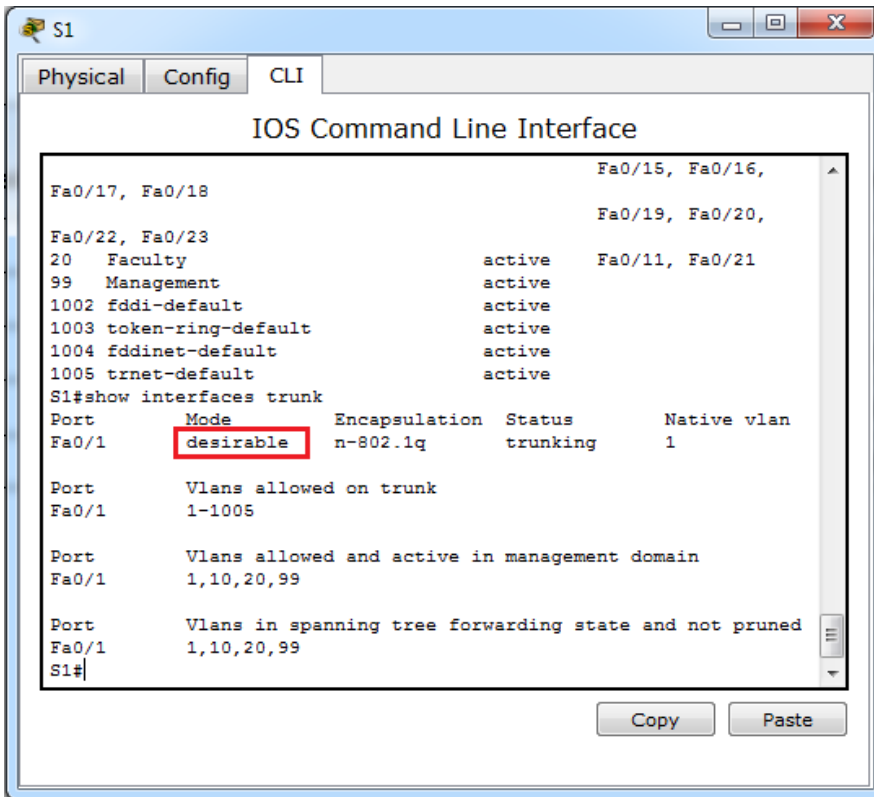 S1
Physical Config CLI
IOS Command Line Interface
Fa0/15, Fa0/16,
Fa0/17, Fa0/18
Fa0/19, Fa0/20,
Fa0/22, Fa0/23
20 Faculty active Fa0/11, Fa0/21
99 Management active
1002 fddi-default active
1003 token-ring-default active
1004 fddinet-default active
1005 trnet-default active
S1#show interfaces trunk
Port Mode Encapsulation Status Native vlan
Fa0/1 desirable n-802.1q trunking 1
Port Vlans allowed on trunk
Fa0/1 1-1005
Port Vlans allowed and active in management domain
Fa0/1 1,10,20,99
Port Vlans in spanning tree forwarding state and not pruned
Fa0/1 1,10,20,99
S1#
Copy Paste